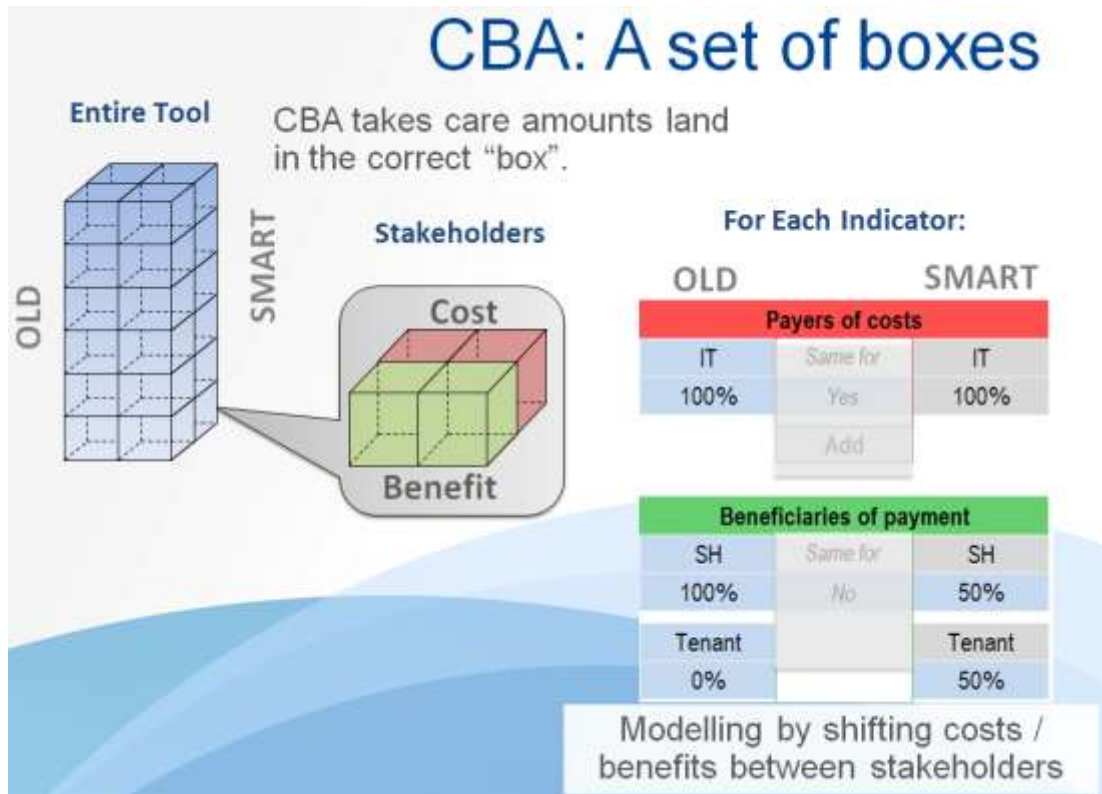 CBA: A set of boxes
Entire Tool
CBA takes care amounts land
in the correct “box”.
OLD
SMART
Stakeholders
Cost
Benefit
For Each Indicator:
OLD SMART
Payers of costs
IT Same for IT
100% Yes 100%
Add
Beneficiaries of payment
SH Same for SH
100% No 50%
Tenant Tenant
0% 50%
Modelling by shifting costs /
benefits between stakeholders